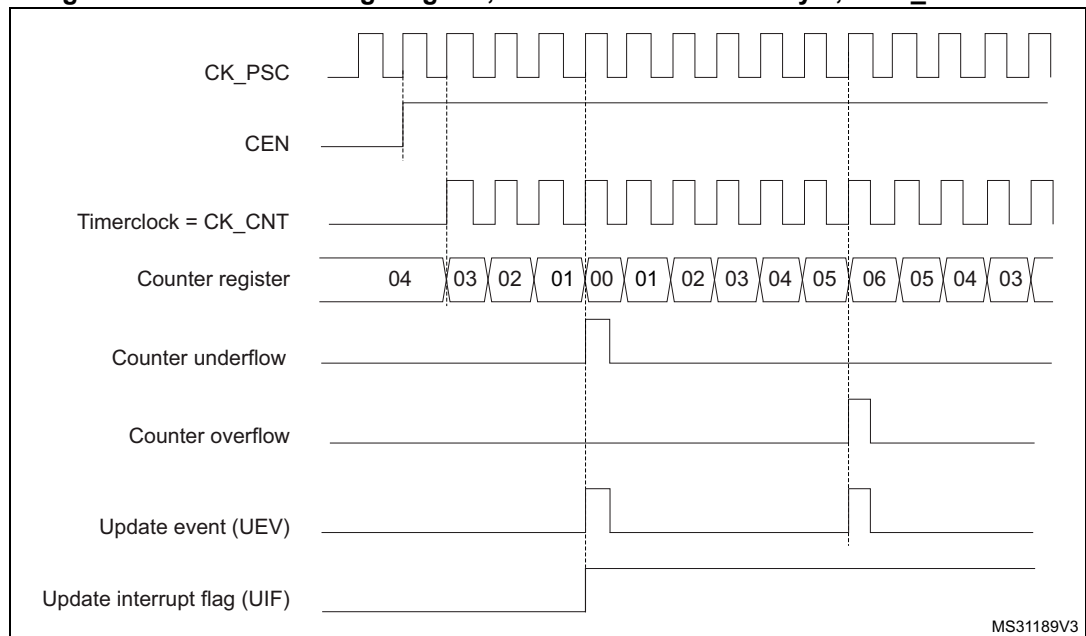 CK_PSC
CEN
Timerclock = CK_CNT
Counter register 04 03 02 01 00 01 02 03 04 05 06 05 04 03
Counter underflow
Counter overflow
Update event (UEV)
Update interrupt flag (UIF)
MS31189V3